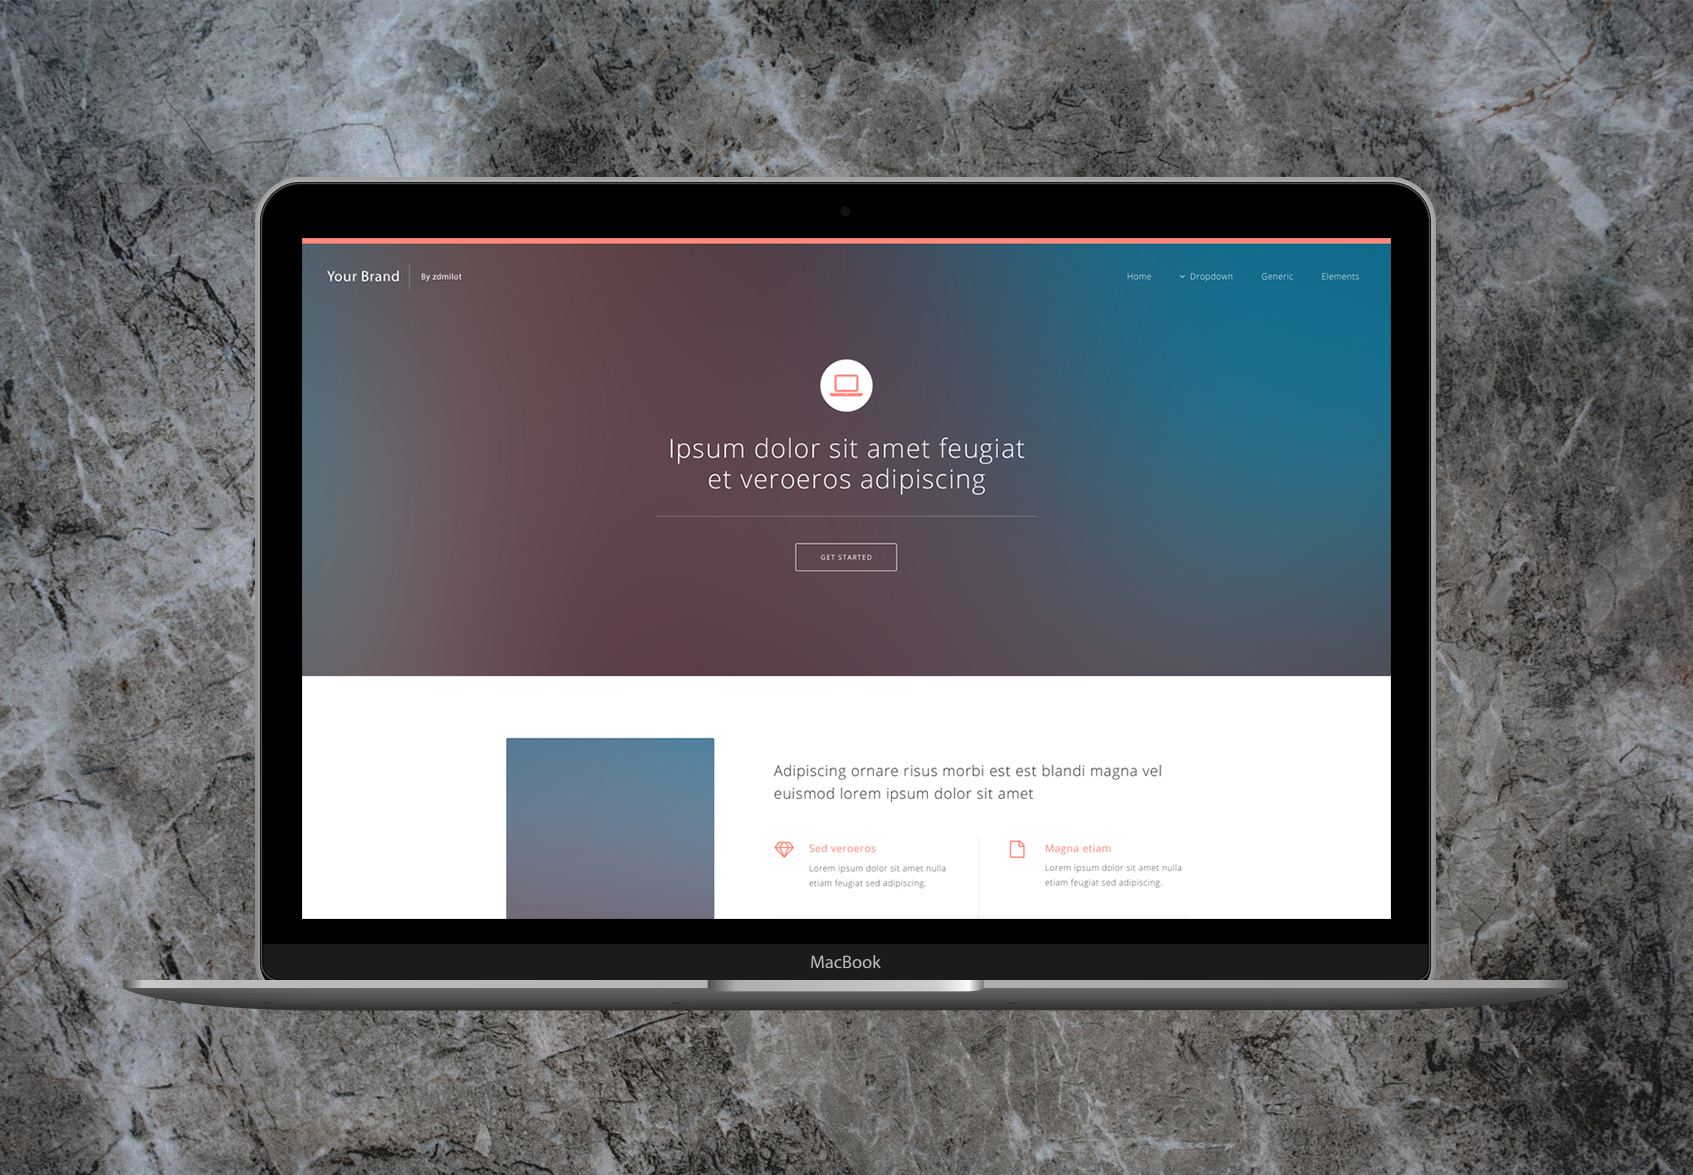 Your Brand
By zdmilot
Home
Dropdown
Generic
Elements
Ipsum dolor sit amet feugiat
et veroeros adipiscing
GET STARTED
Adipiscing ornare risus morbi est est blandi magna vel
euismod lorem ipsum dolor sit amet
Sed veroeros
Lorem ipsum dolor sit amet nulla
etiam feugiat sed adipiscing.
Magna etiam
Lorem ipsum dolor sit amet nulla
etiam feugiat sed adipiscing.
MacBook